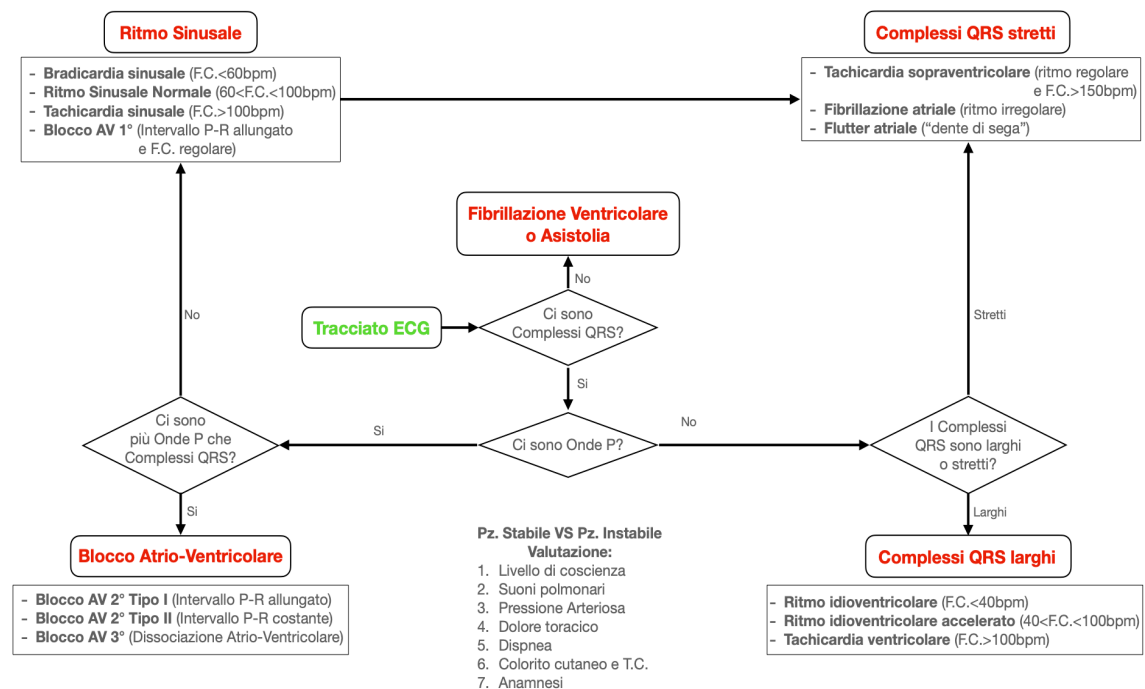 Ritmo Sinusale
- Bradicardia sinusale (F.C.<60bpm)
- Ritmo Sinusale Normale (60<F.C.<100bpm)
- Tachicardia sinusale (F.C.>100bpm)
- Blocco AV 1° (Intervallo P-R allungato
e F.C. regolare)
Complessi QRS stretti
- Tachicardia sopraventricolare (ritmo regolare
e F.C.>150bpm)
- Fibrillazione atriale (ritmo irregolare)
- Flutter atriale (“dente di sega”)
Fibrillazione Ventricolare
o Asistolia
No
Tracciato ECG
Ci sono
Complessi QRS?
No
Stretti
Si
Ci sono
più Onde P che
Complessi QRS?
Si
Ci sono Onde P?
No
I Complessi
QRS sono larghi
o stretti?
Si
Larghi
Blocco Atrio-Ventricolare
- Blocco AV 2° Tipo I (Intervallo P-R allungato)
- Blocco AV 2° Tipo II (Intervallo P-R costante)
- Blocco AV 3° (Dissociazione Atrio-Ventricolare)
Pz. Stabile VS Pz. Instabile
Valutazione:
1. Livello di coscienza
2. Suoni polmonari
3. Pressione Arteriosa
4. Dolore toracico
5. Dispnea
6. Colorito cutaneo e T.C.
7. Anamnesi
Complessi QRS larghi
- Ritmo idioventricolare (F.C.<40bpm)
- Ritmo idioventricolare accelerato (40<F.C.<100bpm)
- Tachicardia ventricolare (F.C.>100bpm)